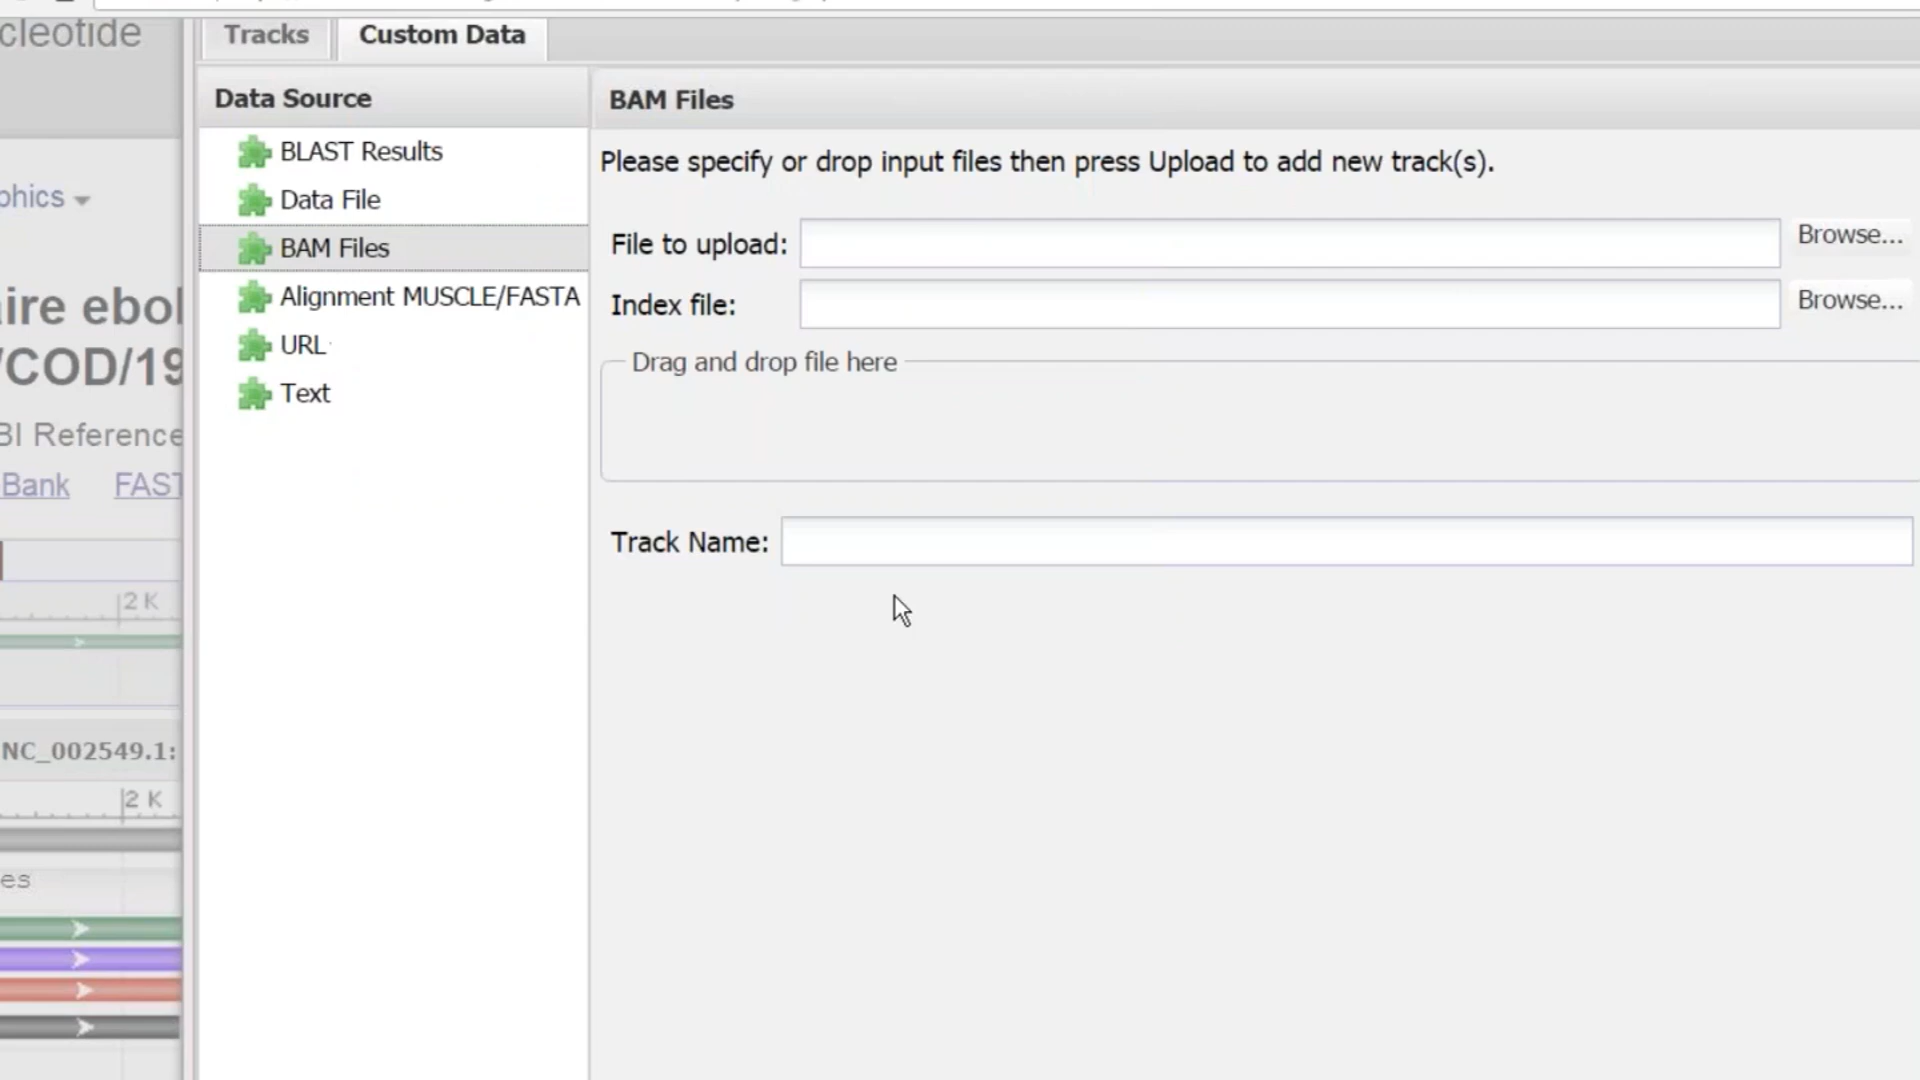 cleotide
Tracks
Custom Data
Data Source
BAM Files
BLAST Results
Please specify or drop input files then press Upload to add new track(s).
Data File
phics
File to upload:
Browse...
BAM Files
Alignment MUSCLE/FASTA
Index file:
Browse...
aire ebol
URL
/COD/19
Drag and drop file here
Text
BI Reference
Bank
FAST
Track Name:
2 K
NC_002549.1:
2 K
es